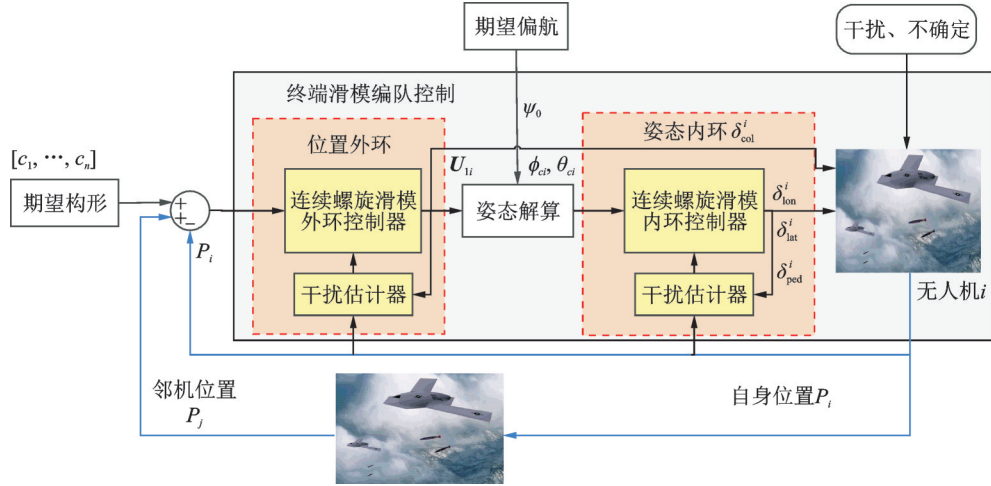 期望偏航
干扰、不确定
终端滑模编队控制
ψ₀
位置外环
姿态内环 δⁱcol
[c₁, ⋯, cₙ]
期望构形
U₁ᵢ
ϕcᵢ, θcᵢ
连续螺旋滑模
外环控制器
姿态解算
连续螺旋滑模
内环控制器
δⁱlon
δⁱlat
δⁱped
+
+
−
Pᵢ
干扰估计器
干扰估计器
无人机i
邻机位置
Pⱼ
自身位置Pᵢ